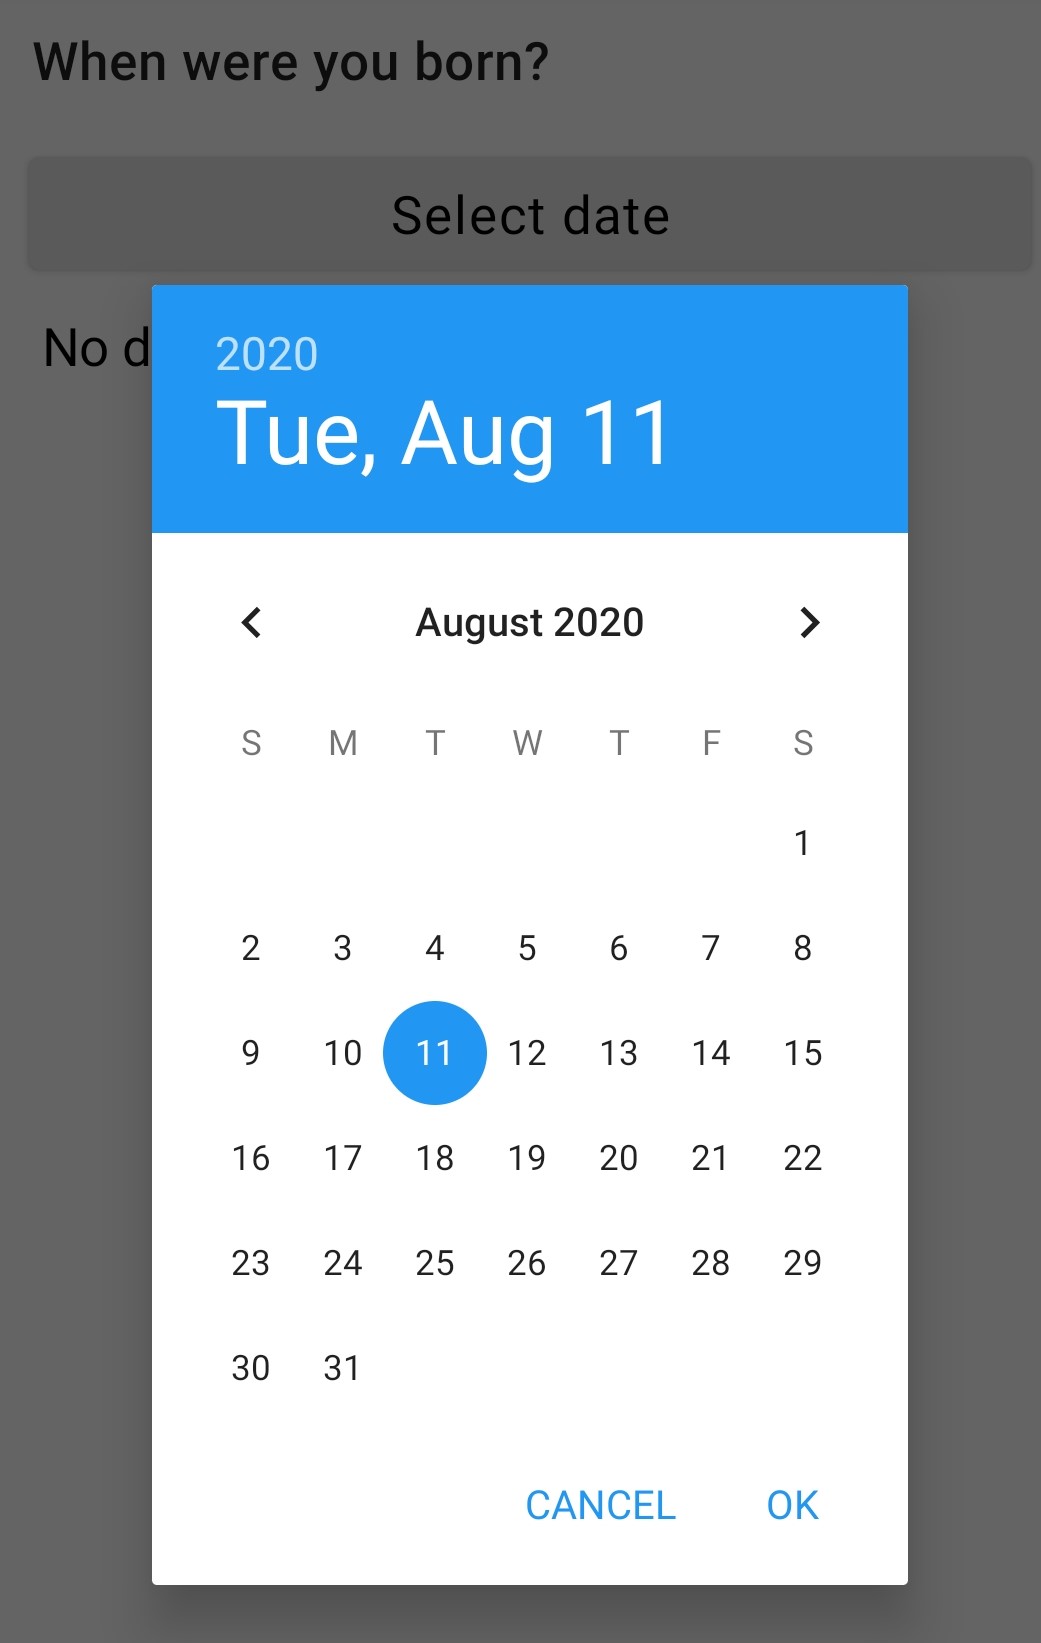 When were you born?
Select date
No d
2020
Tue, Aug 11
August 2020
S M T W T F S
1
2 3 4 5 6 7 8
9 10 11 12 13 14 15
16 17 18 19 20 21 22
23 24 25 26 27 28 29
30 31
CANCEL OK